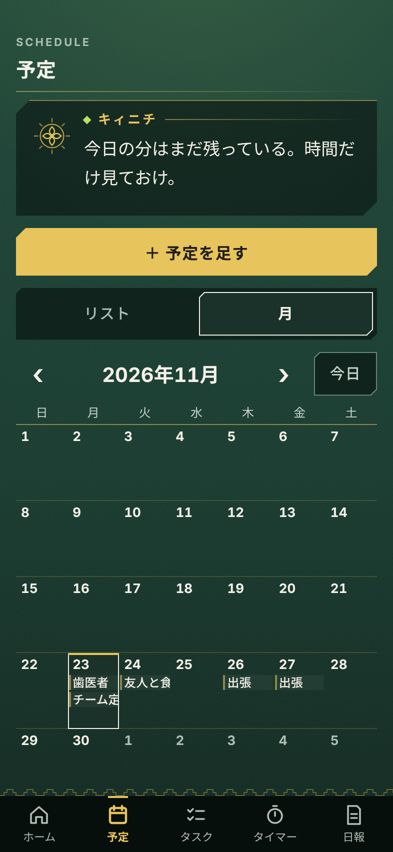 SCHEDULE
予定
キィニチ
今日の分はまだ残っている。時間だ
け見ておけ。
＋ 予定を足す
リスト 月
‹ 2026年11月 › 今日
日 月 火 水 木 金 土
1 2 3 4 5 6 7
8 9 10 11 12 13 14
15 16 17 18 19 20 21
22 23 24 25 26 27 28
歯医者 友人と食 出張 出張
チーム定
29 30 1 2 3 4 5
ホーム 予定 タスク タイマー 日報